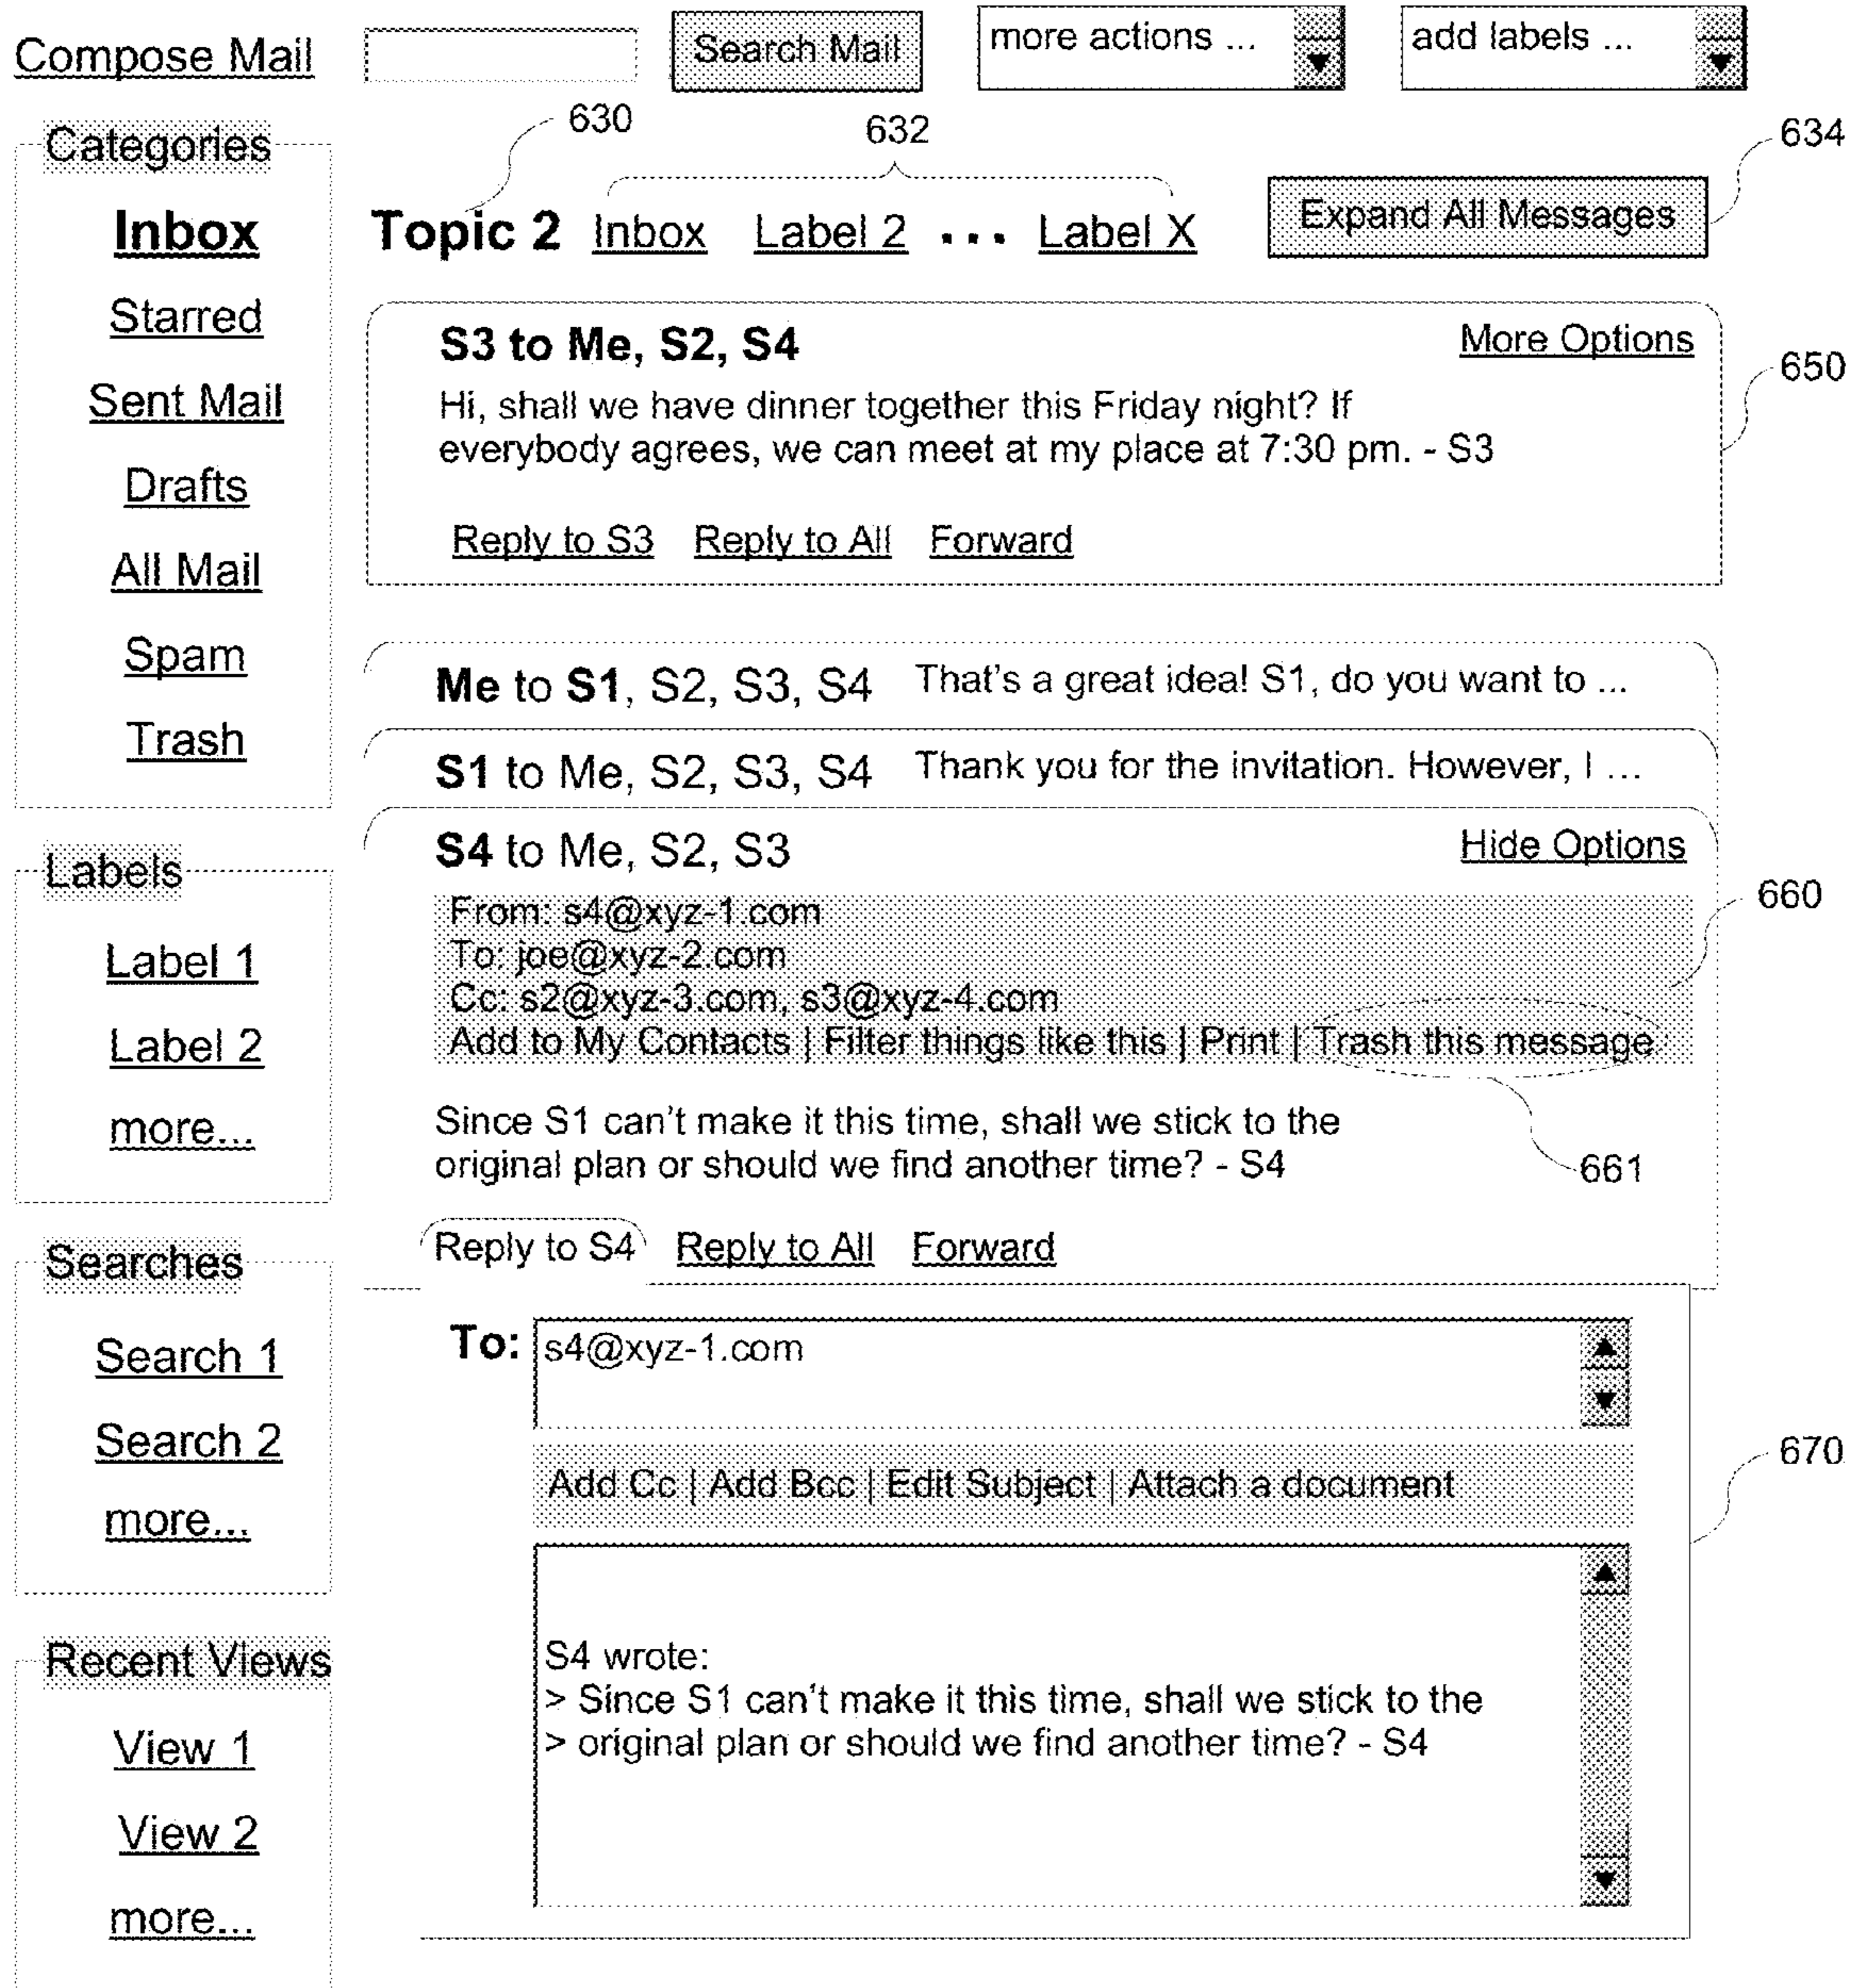 Compose Mail Search Mail more actions ... add labels ...
630 632 634
Categories
Inbox
Starred
Sent Mail
Drafts
All Mail
Spam
Trash
Labels
Label 1
Label 2
more...
Searches
Search 1
Search 2
more...
Recent Views
View 1
View 2
more...
Topic 2 Inbox Label 2 ... Label X Expand All Messages
S3 to Me, S2, S4 More Options
650
Hi, shall we have dinner together this Friday night? If
everybody agrees, we can meet at my place at 7:30 pm. - S3
Reply to S3 Reply to All Forward
Me to S1, S2, S3, S4 That's a great idea! S1, do you want to ...
S1 to Me, S2, S3, S4 Thank you for the invitation. However, I ...
S4 to Me, S2, S3 Hide Options
660
From: s4@xyz-1.com
To: joe@xyz-2.com
Cc: s2@xyz-3.com, s3@xyz-4.com
Add to My Contacts | Filter things like this | Print | Trash this message
Since S1 can't make it this time, shall we stick to the
original plan or should we find another time? - S4
661
Reply to S4 Reply to All Forward
To: s4@xyz-1.com
Add Cc | Add Bcc | Edit Subject | Attach a document
670
S4 wrote:
> Since S1 can't make it this time, shall we stick to the
> original plan or should we find another time? - S4